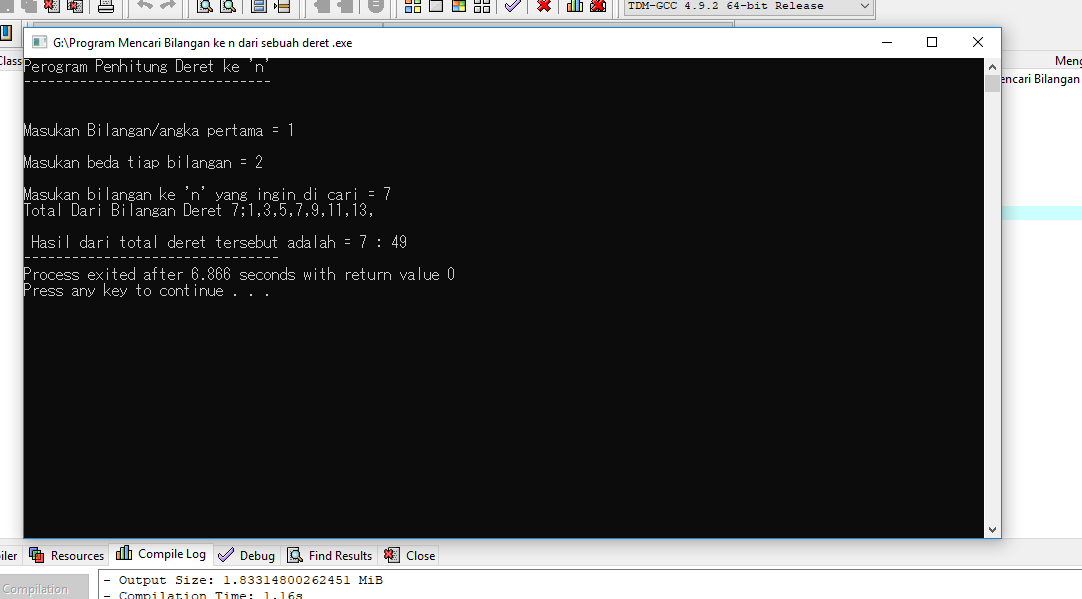 TDM-GCC 4.9.2 64-bit Release
G:\Program Mencari Bilangan ke n dari sebuah deret .exe
Class
Meng
encari Bilangan
Perogram Penhitung Deret ke 'n'
-------------------------------
Masukan Bilangan/angka pertama = 1
Masukan beda tiap bilangan = 2
Masukan bilangan ke 'n' yang ingin di cari = 7
Total Dari Bilangan Deret 7;1,3,5,7,9,11,13,
Hasil dari total deret tersebut adalah = 7 : 49
--------------------------------
Process exited after 6.866 seconds with return value 0
Press any key to continue . . .
iler
Resources
Compile Log
Debug
Find Results
Close
Compilation
- Output Size: 1.83314800262451 MiB
- Compilation Time: 1.16s